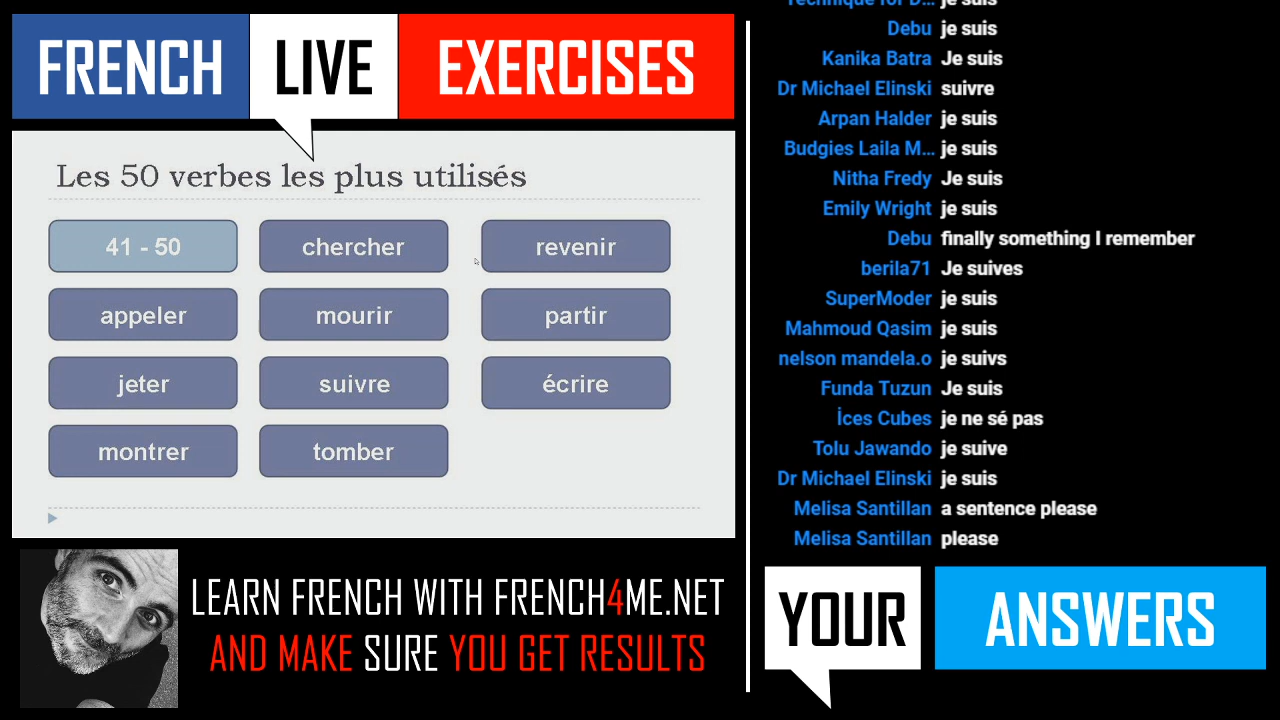 FRENCH LIVE EXERCISES
Les 50 verbes les plus utilisés
41 - 50 chercher revenir
appeler mourir partir
jeter suivre écrire
montrer tomber
LEARN FRENCH WITH FRENCH4ME.NET
AND MAKE SURE YOU GET RESULTS
Technique for D... je suis
Debu je suis
Kanika Batra Je suis
Dr Michael Elinski suivre
Arpan Halder je suis
Budgies Laila M... je suis
Nitha Fredy Je suis
Emily Wright je suis
Debu finally something I remember
berila71 Je suives
SuperModer je suis
Mahmoud Qasim je suis
nelson mandela.o je suivs
Funda Tuzun Je suis
İces Cubes je ne sé pas
Tolu Jawando je suive
Dr Michael Elinski je suis
Melisa Santillan a sentence please
Melisa Santillan please
YOUR ANSWERS